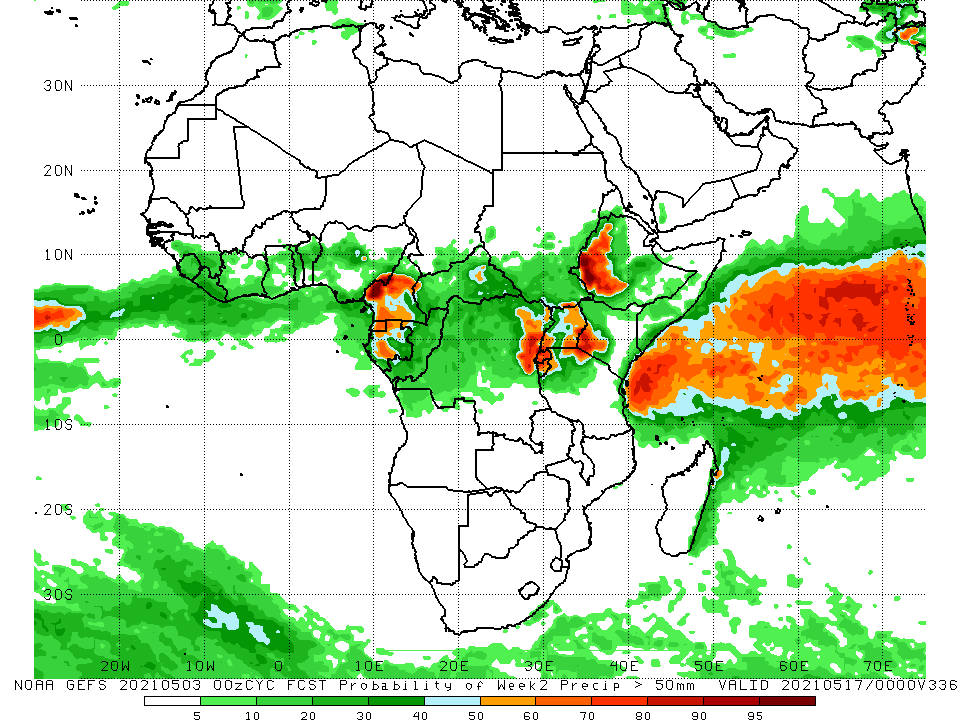 30N
20N
10N
0
10S
20S
30S
20W 10W 0 10E 20E 30E 40E 50E 60E 70E
NOAA GEFS 20210503 00zCYC FCST Probability of Week2 Precip > 50mm VALID 20210517/0000V336
5 10 20 30 40 50 60 70 80 90 95